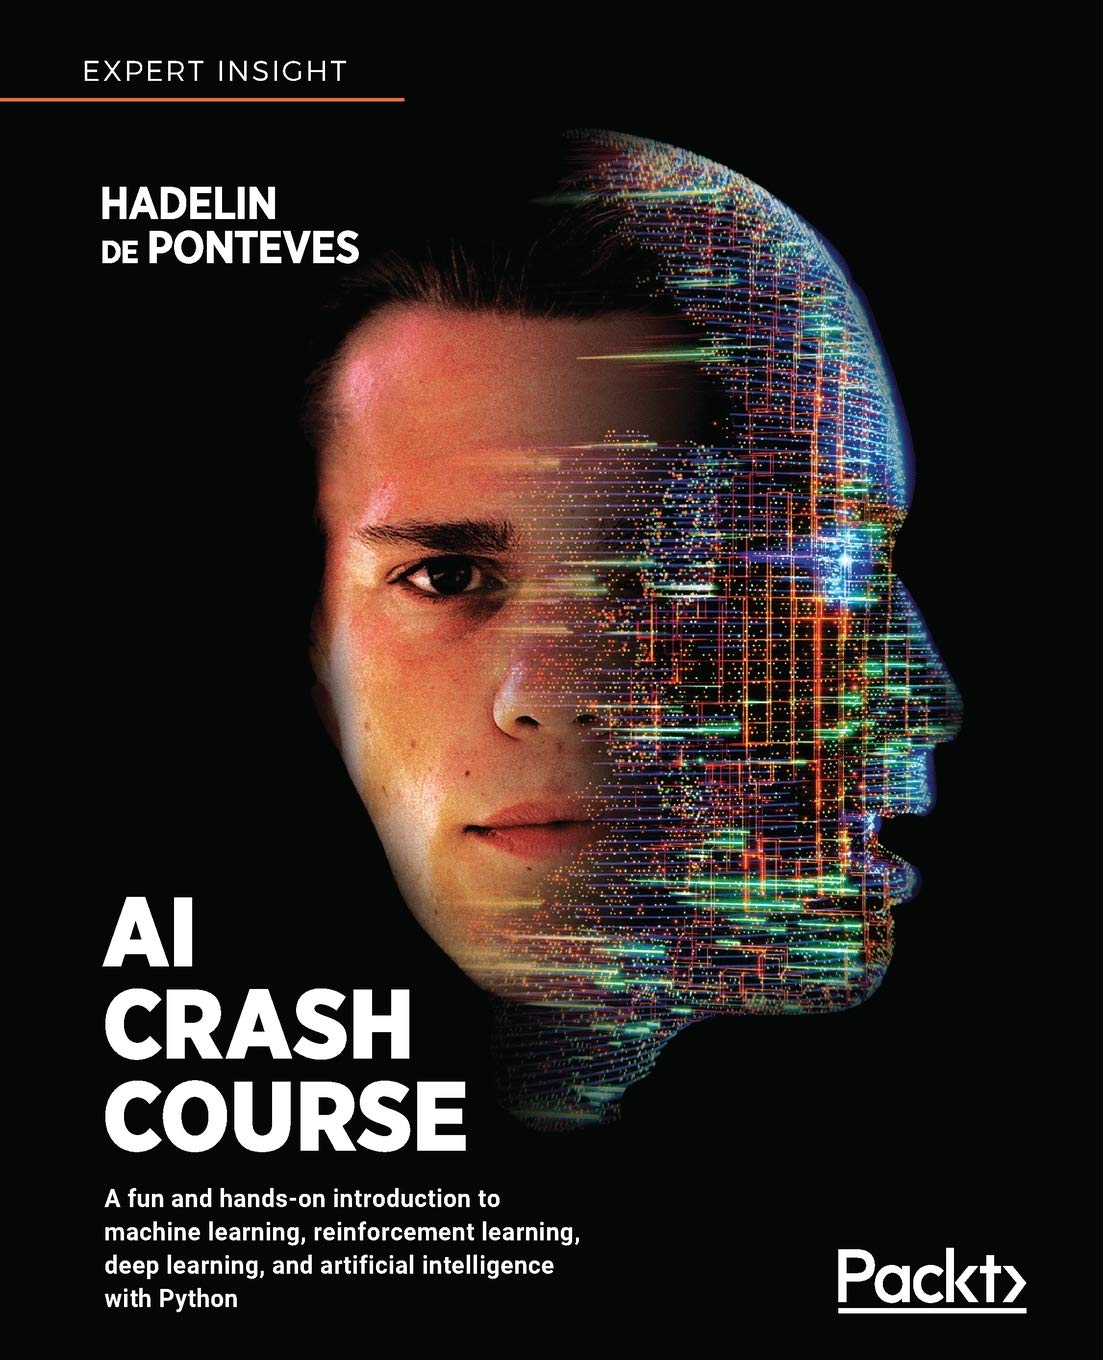 EXPERT INSIGHT
HADELIN
DE PONTEVES
AI
CRASH
COURSE
A fun and hands-on introduction to
machine learning, reinforcement learning,
deep learning, and artificial intelligence
with Python
Packt>